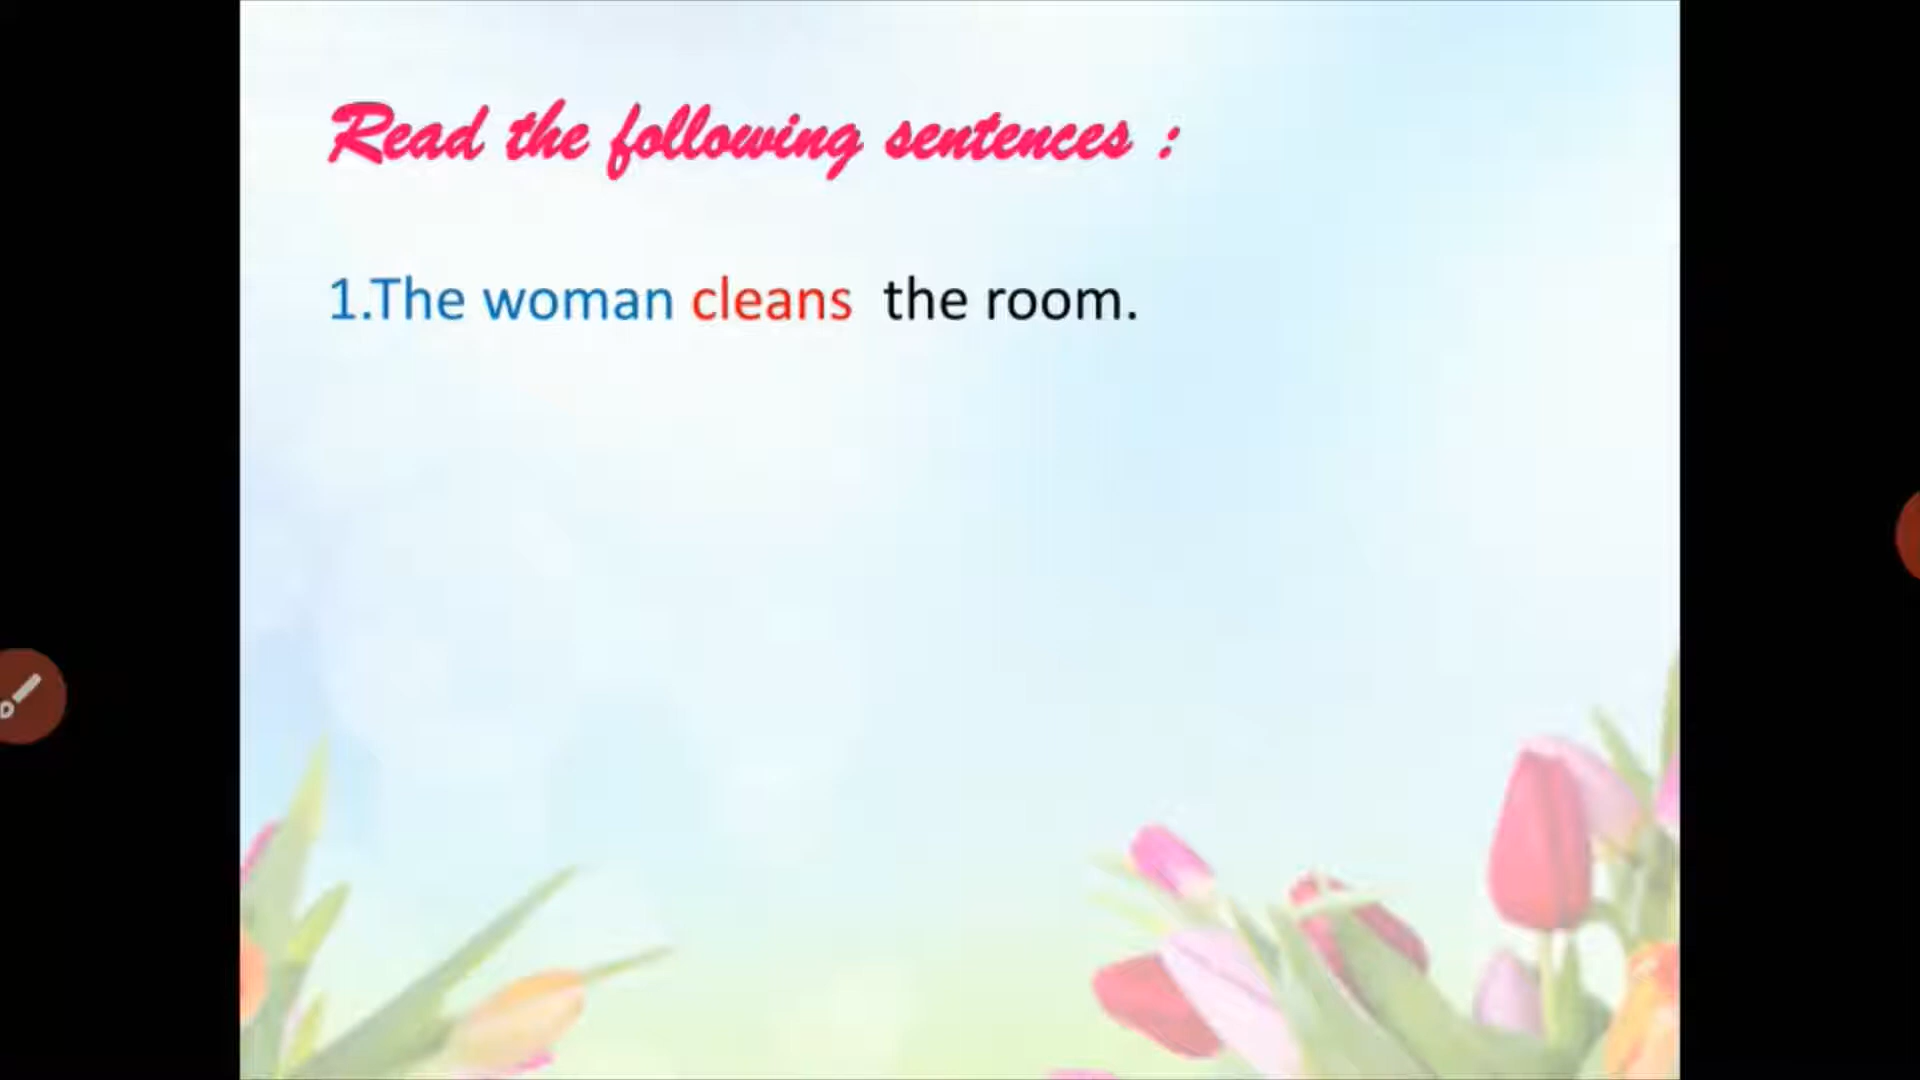 Read the following sentences :
1.The woman cleans the room.